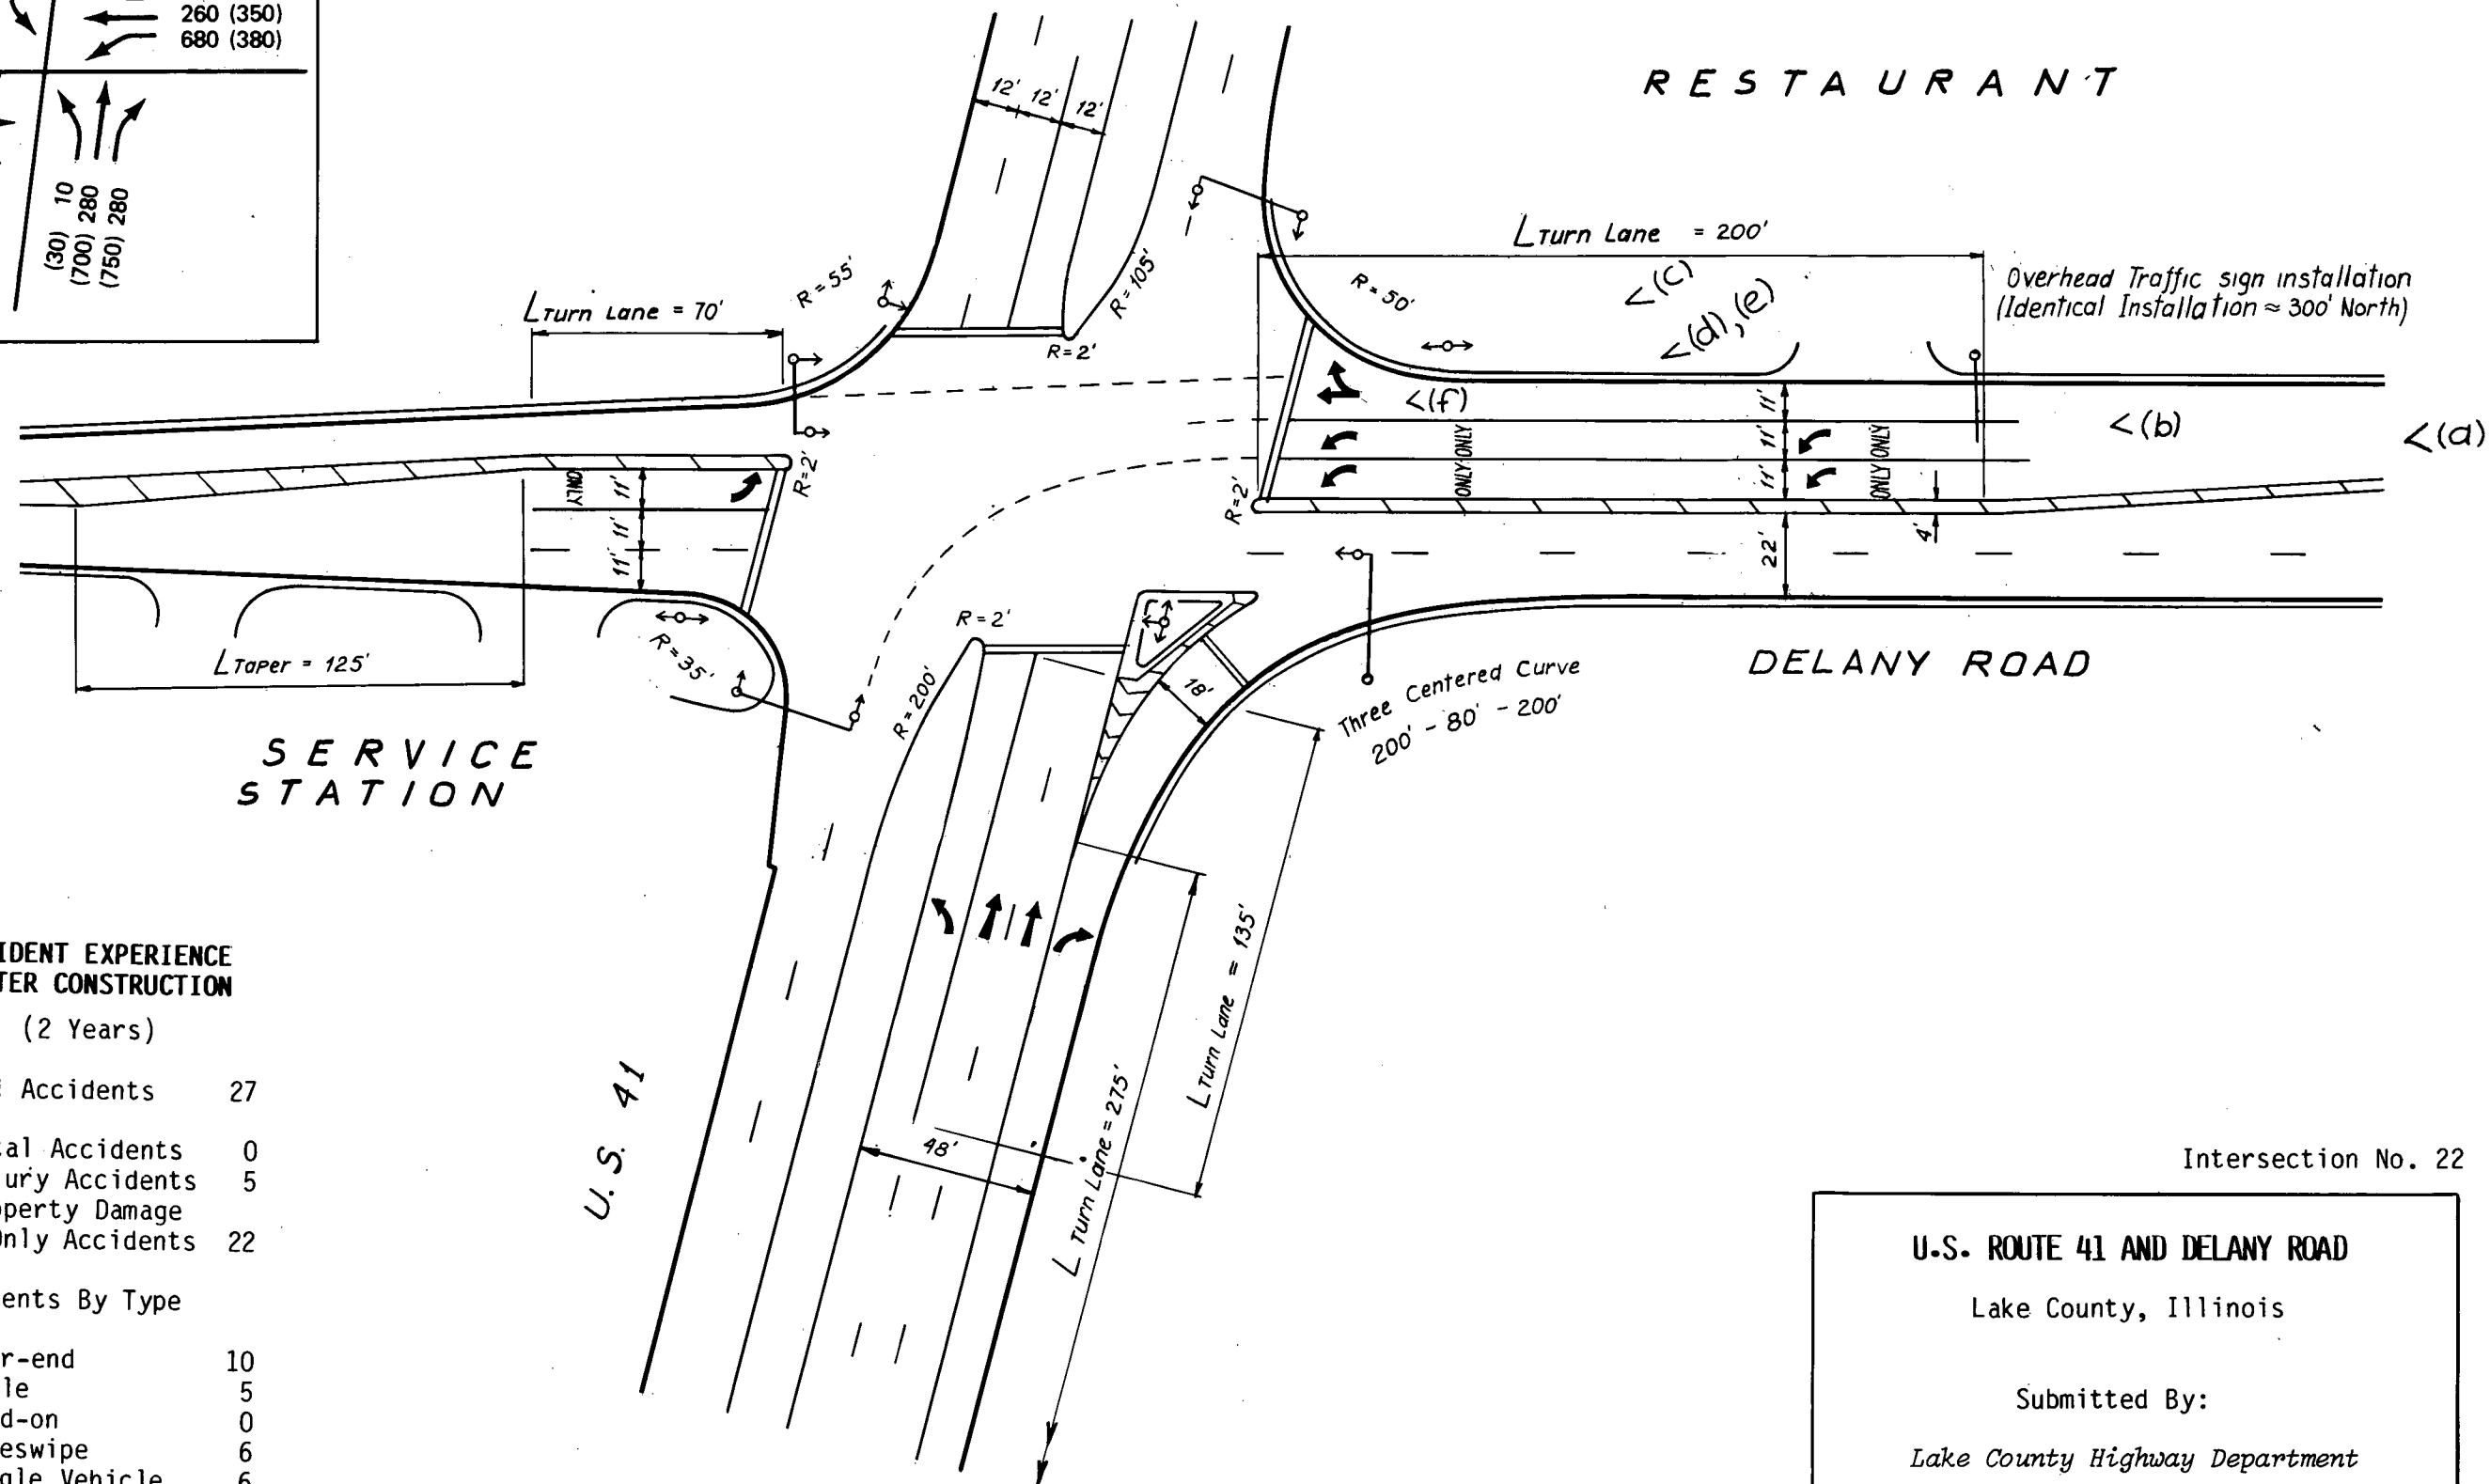 260 (350)
680 (380)
(30) 10
(700) 280
(750) 280
RESTAURANT
12' 12' 12'
L Turn Lane = 200'
L Turn Lane = 70'
R = 55'
R = 105'
R = 50'
R = 2'
<(c)
<(d),(e)
Overhead Traffic sign installation
(Identical Installation ≈ 300' North)
<(f)
<(b)
<(a)
11'
11'
11'
ONLY ONLY
ONLY ONLY
ONLY
11'
11'
11'
R = 2'
R = 2'
22'
4'
L Taper = 125'
R = 35'
R = 2'
R = 200'
18'
Three Centered Curve
200' - 80' - 200'
DELANY ROAD
SERVICE
STATION
U.S. 41
48'
L Turn Lane = 275'
L Turn Lane = 135'
IDENT EXPERIENCE
TER CONSTRUCTION
(2 Years)
Accidents 27
al Accidents 0
ury Accidents 5
perty Damage
Only Accidents 22
ents By Type
r-end 10
le 5
d-on 0
eswipe 6
gle Vehicle 6
Intersection No. 22
U.S. ROUTE 41 AND DELANY ROAD
Lake County, Illinois
Submitted By:
Lake County Highway Department